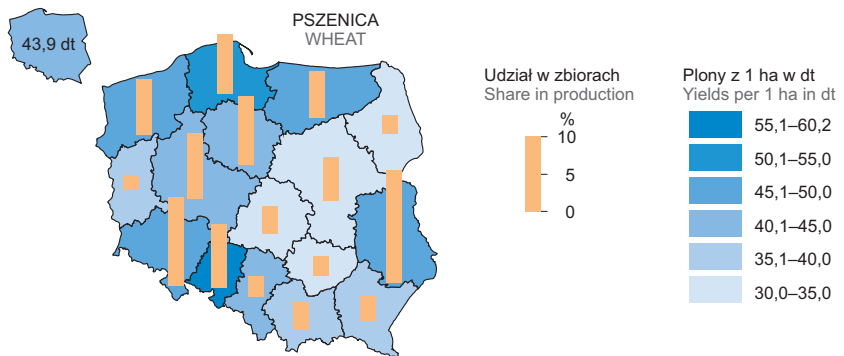 43,9 dt
PSZENICA
WHEAT
Udział w zbiorach
Share in production
%
10
5
0
Plony z 1 ha w dt
Yields per 1 ha in dt
55,1–60,2
50,1–55,0
45,1–50,0
40,1–45,0
35,1–40,0
30,0–35,0